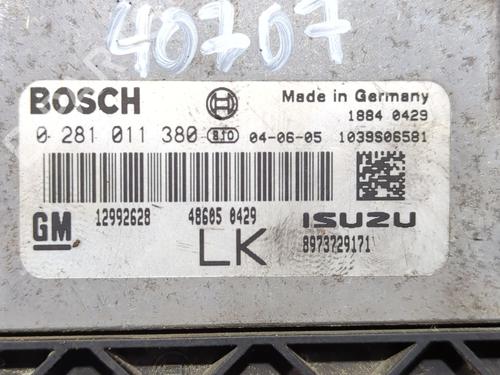 40707
BOSCH
Made in Germany
1884 0429
0 281 011 380 S10 04-06-05 1039S06581
GM
12992628 48605 0429
ISUZU
LK
8973729171